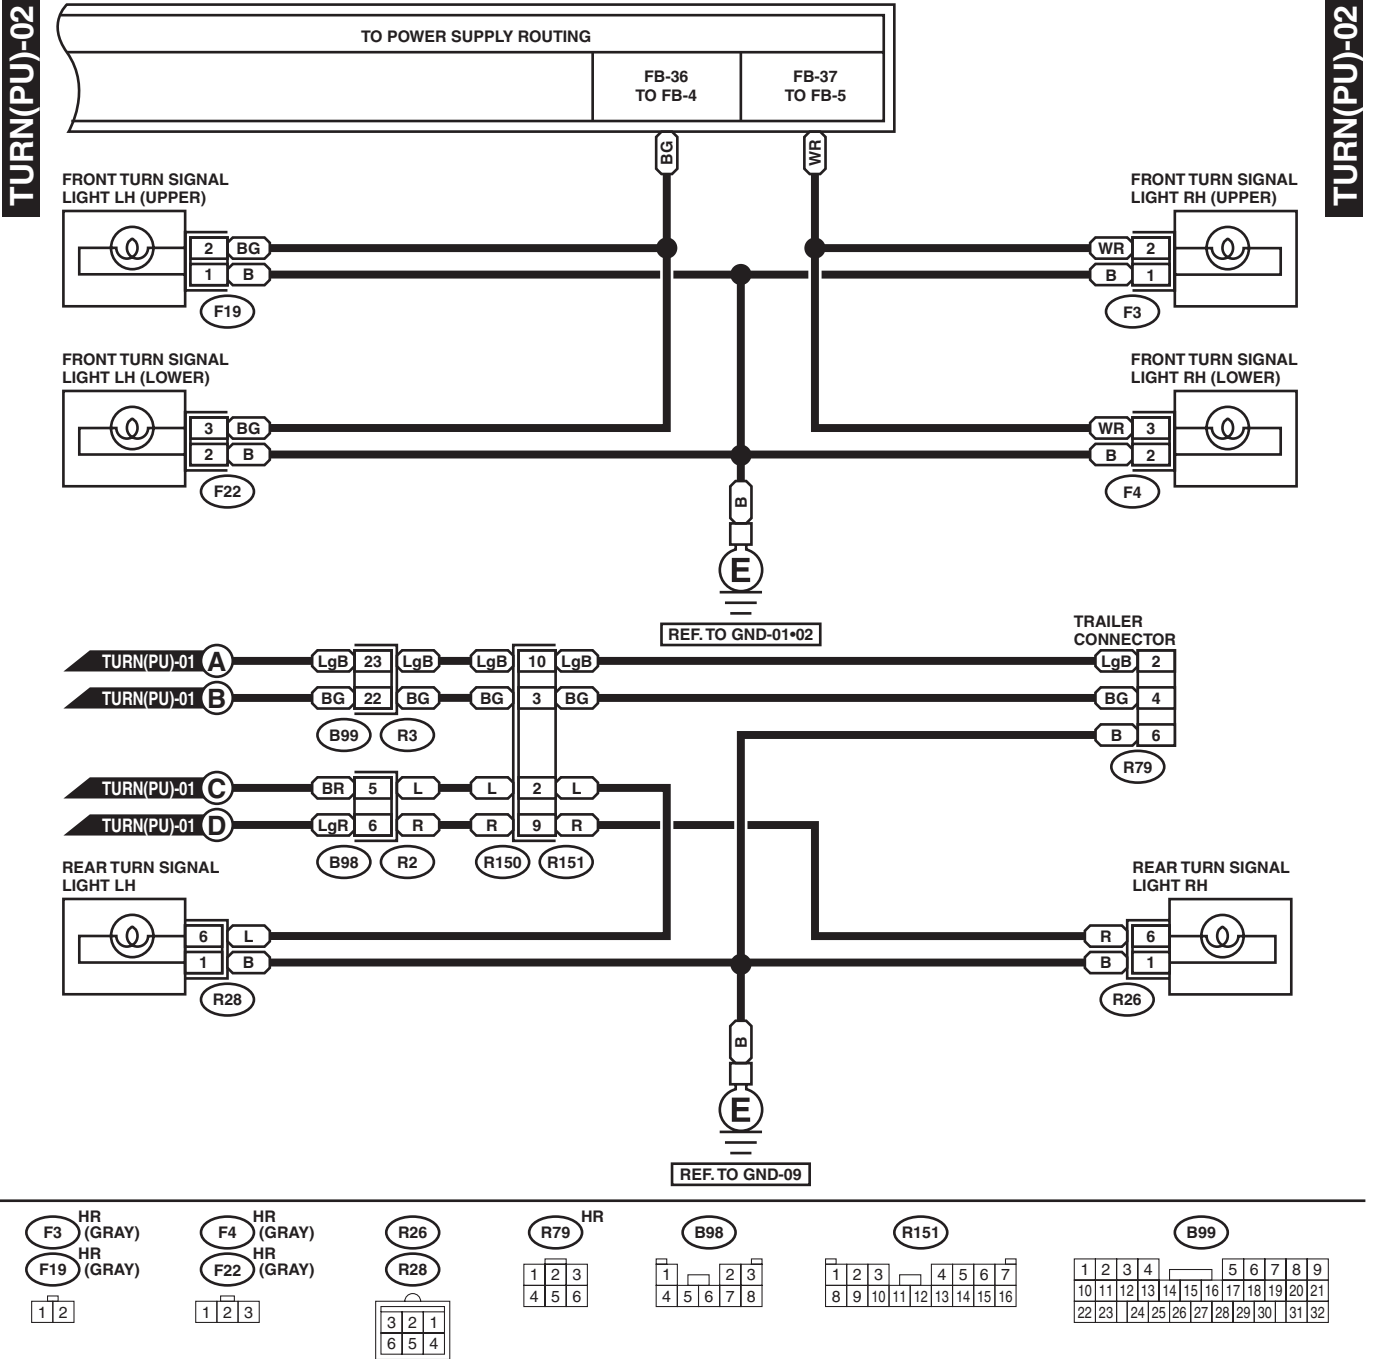 TURN(PU)-02
TURN(PU)-02
TO POWER SUPPLY ROUTING
FB-36
TO FB-4
FB-37
TO FB-5
BG
WR
FRONT TURN SIGNAL
LIGHT LH (UPPER)
2 BG
1 B
F19
FRONT TURN SIGNAL
LIGHT RH (UPPER)
WR 2
B 1
F3
FRONT TURN SIGNAL
LIGHT LH (LOWER)
3 BG
2 B
F22
FRONT TURN SIGNAL
LIGHT RH (LOWER)
WR 3
B 2
F4
B
E
REF. TO GND-01•02
TRAILER
CONNECTOR
TURN(PU)-01 A LgB 23 LgB LgB 10 LgB LgB 2
TURN(PU)-01 B BG 22 BG BG 3 BG BG 4
B99 R3
B 6
R79
TURN(PU)-01 C BR 5 L L 2 L
TURN(PU)-01 D LgR 6 R R 9 R
B98 R2 R150 R151
REAR TURN SIGNAL
LIGHT LH
6 L
1 B
R28
REAR TURN SIGNAL
LIGHT RH
R 6
B 1
R26
B
E
REF. TO GND-09
F3 HR
(GRAY)
F19 HR
(GRAY)
1 2
F4 HR
(GRAY)
F22 HR
(GRAY)
1 2 3
R26
R28
3 2 1
6 5 4
R79 HR
1 2 3
4 5 6
B98
1 2 3
4 5 6 7 8
R151
1 2 3 4 5 6 7
8 9 10 11 12 13 14 15 16
B99
1 2 3 4 5 6 7 8 9
10 11 12 13 14 15 16 17 18 19 20 21
22 23 24 25 26 27 28 29 30 31 32